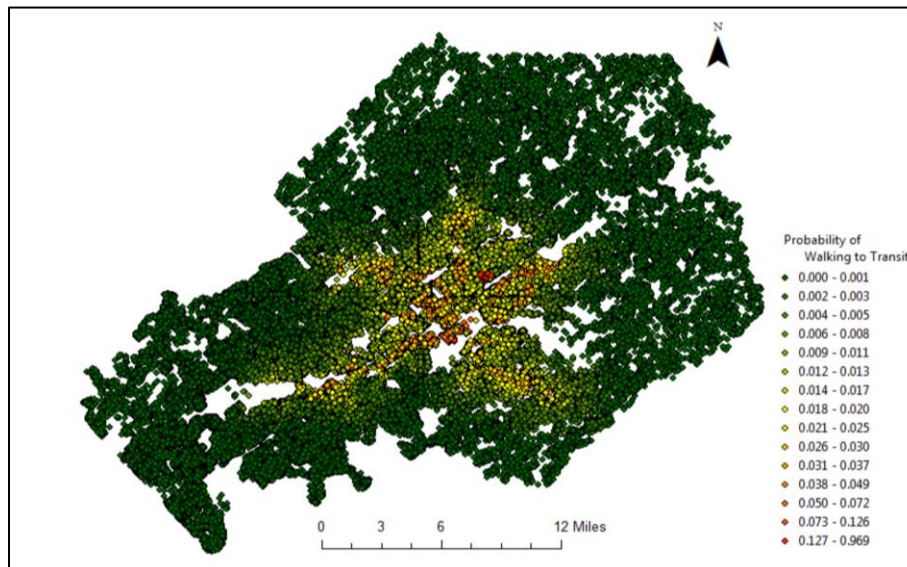 N
Probability of
Walking to Transit
0.000 - 0.001
0.002 - 0.003
0.004 - 0.005
0.006 - 0.008
0.009 - 0.011
0.012 - 0.013
0.014 - 0.017
0.018 - 0.020
0.021 - 0.025
0.026 - 0.030
0.031 - 0.037
0.038 - 0.049
0.050 - 0.072
0.073 - 0.126
0.127 - 0.969
0 3 6 12 Miles